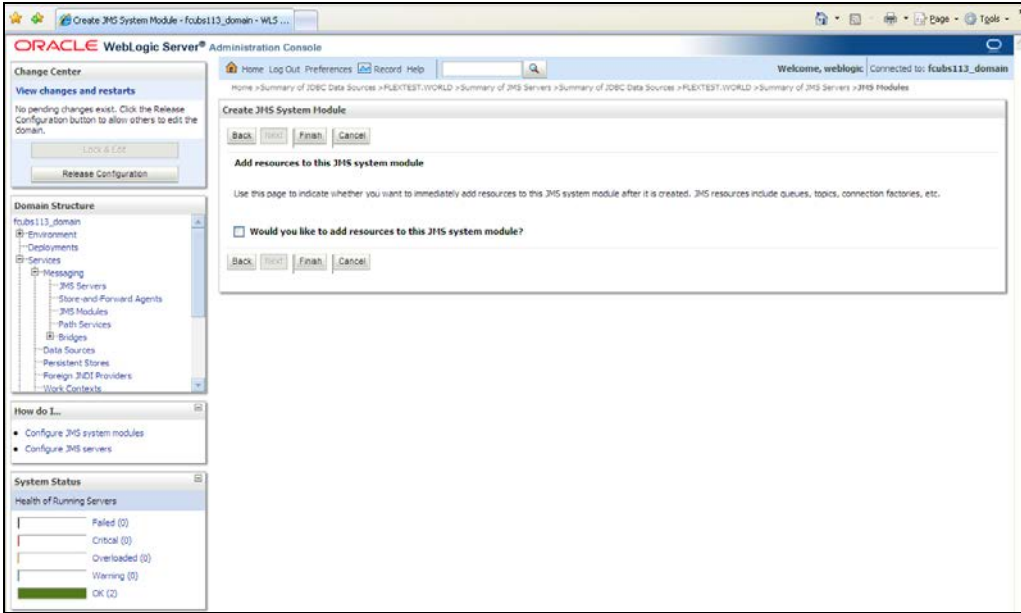 Create JMS System Module - fcubs113_domain - WLS ...
Page
Tools
ORACLE WebLogic Server® Administration Console
Change Center
View changes and restarts
No pending changes exist. Click the Release
Configuration button to allow others to edit the
domain.
Lock & Edit
Release Configuration
Domain Structure
fcubs113_domain
Environment
Deployments
Services
Messaging
JMS Servers
Store-and-Forward Agents
JMS Modules
Path Services
Bridges
Data Sources
Persistent Stores
Foreign JNDI Providers
Work Contexts
How do I...
Configure JMS system modules
Configure JMS servers
System Status
Health of Running Servers
Failed (0)
Critical (0)
Overloaded (0)
Warning (0)
OK (2)
Home Log Out Preferences Record Help
Welcome, weblogic Connected to: fcubs113_domain
Home >Summary of JDBC Data Sources >FLEXTEST.WORLD >Summary of JMS Servers >Summary of JDBC Data Sources >FLEXTEST.WORLD >Summary of JMS Servers >JMS Modules
Create JMS System Module
Back Next Finish Cancel
Add resources to this JMS system module
Use this page to indicate whether you want to immediately add resources to this JMS system module after it is created. JMS resources include queues, topics, connection factories, etc.
Would you like to add resources to this JMS system module?
Back Next Finish Cancel